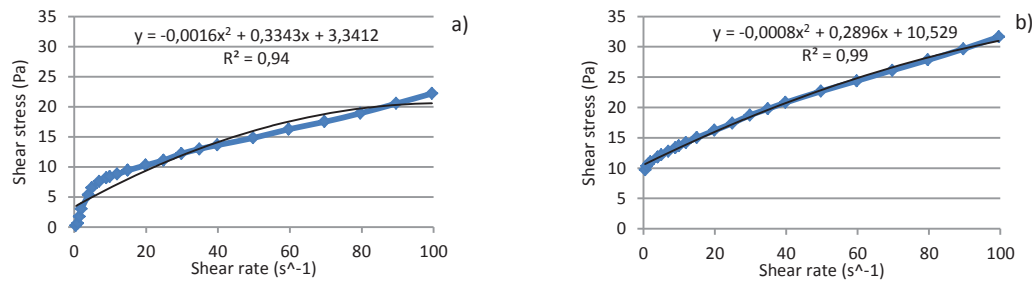 a)
y = -0,0016x² + 0,3343x + 3,3412
R² = 0,94
Shear stress (Pa)
35
30
25
20
15
10
5
0
0 20 40 60 80 100
Shear rate (s^-1)
b)
y = -0,0008x² + 0,2896x + 10,529
R² = 0,99
Shear stress (Pa)
35
30
25
20
15
10
5
0
0 20 40 60 80 100
Shear rate (s^-1)